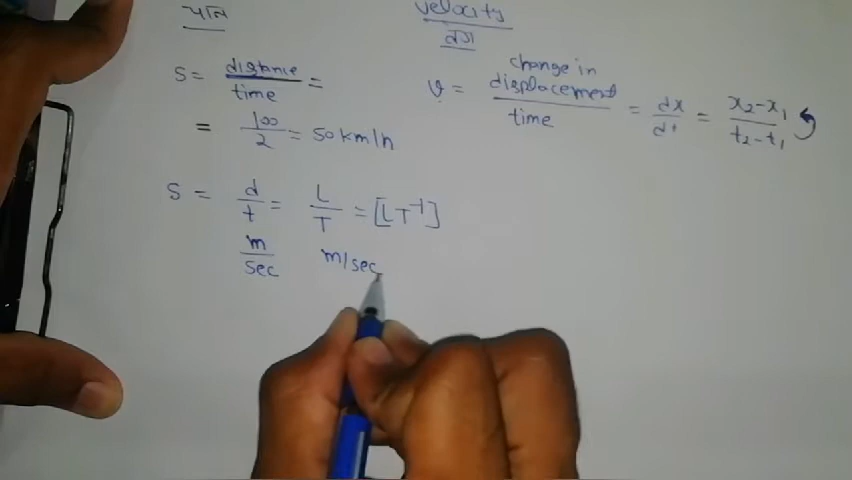 चाल
velocity
वेग
S = distance / time =
= 100 / 2 = 50 km/h
v = change in displacement / time = dx / dt = x₂-x₁ / t₂-t₁
S = d / t = L / T = [LT⁻¹]
m / sec m/sec